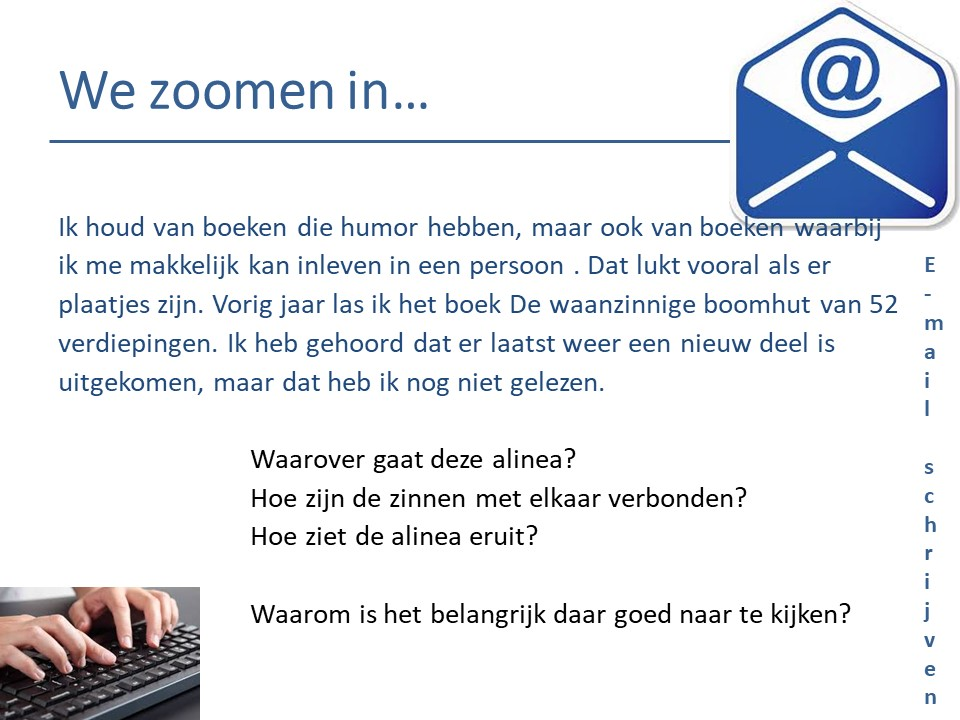 We zoomen in…
@
Ik houd van boeken die humor hebben, maar ook van boeken waarbij
ik me makkelijk kan inleven in een persoon . Dat lukt vooral als er
plaatjes zijn. Vorig jaar las ik het boek De waanzinnige boomhut van 52
verdiepingen. Ik heb gehoord dat er laatst weer een nieuw deel is
uitgekomen, maar dat heb ik nog niet gelezen.
Waarover gaat deze alinea?
Hoe zijn de zinnen met elkaar verbonden?
Hoe ziet de alinea eruit?
Waarom is het belangrijk daar goed naar te kijken?
E-mail schrijven